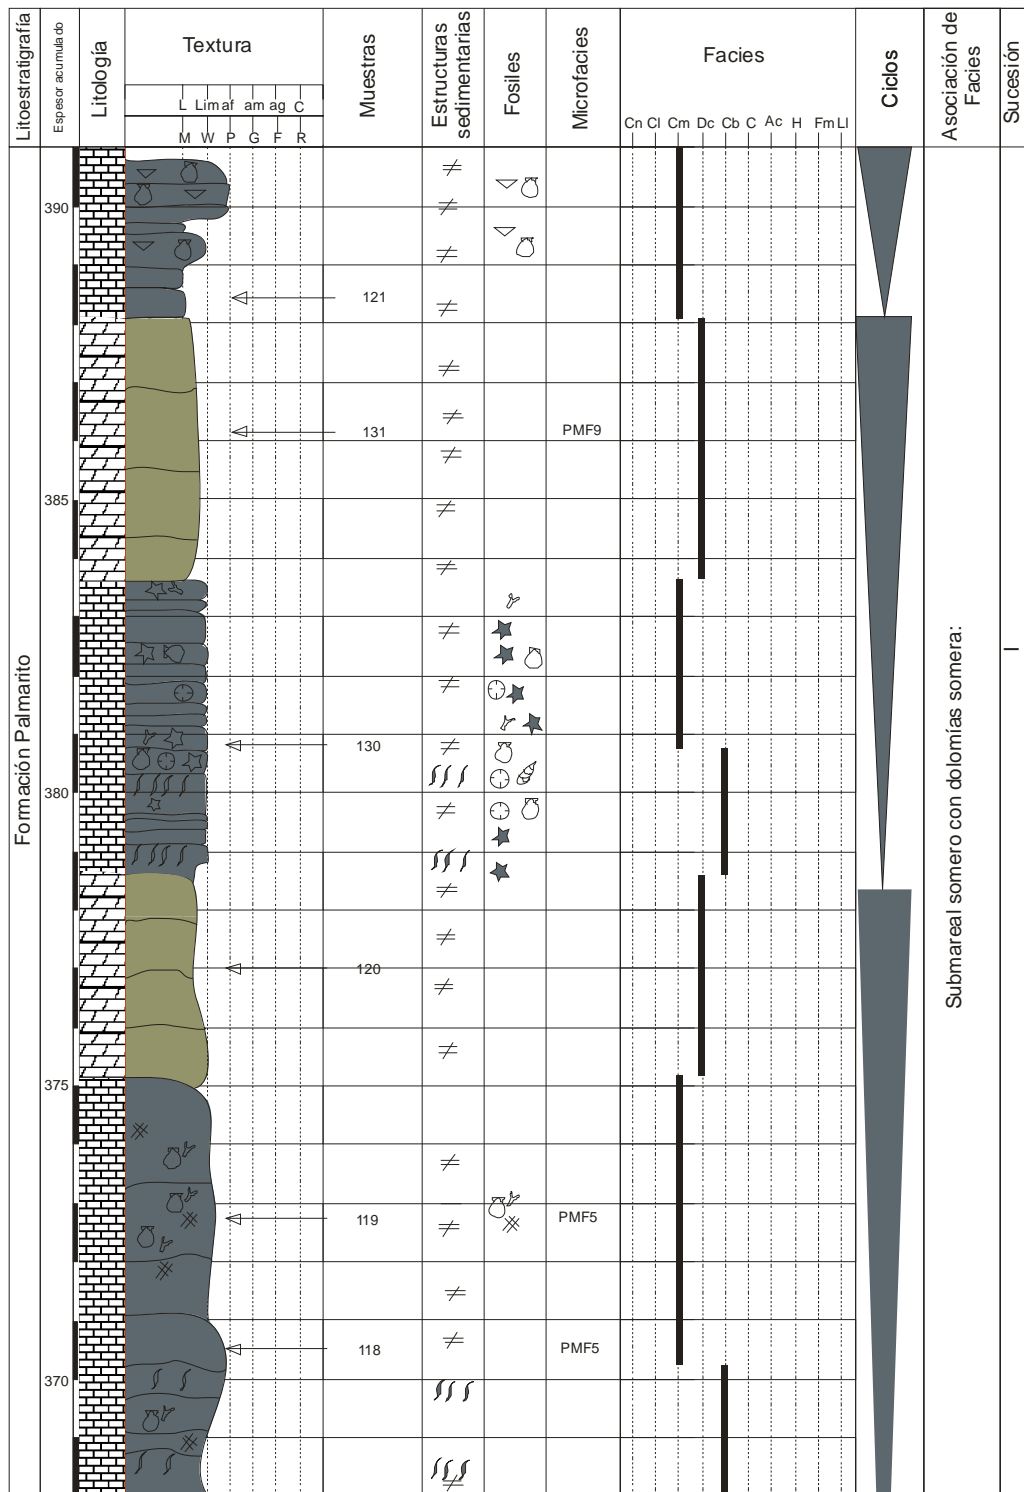 Litoestratigrafía
Espesor acumulado
Litología
Textura
L Lim af am ag C
M W P G F R
Muestras
Estructuras
sedimentarias
Fosiles
Microfacies
Facies
Cn Cl Cm Dc Cb C Ac H Fm Ll
Ciclos
Asociación de
Facies
Sucesión
Formación Palmarito
390
121
131
PMF9
385
130
380
120
375
119
PMF5
118
PMF5
370
Submareal somero con dolomías somera:
I